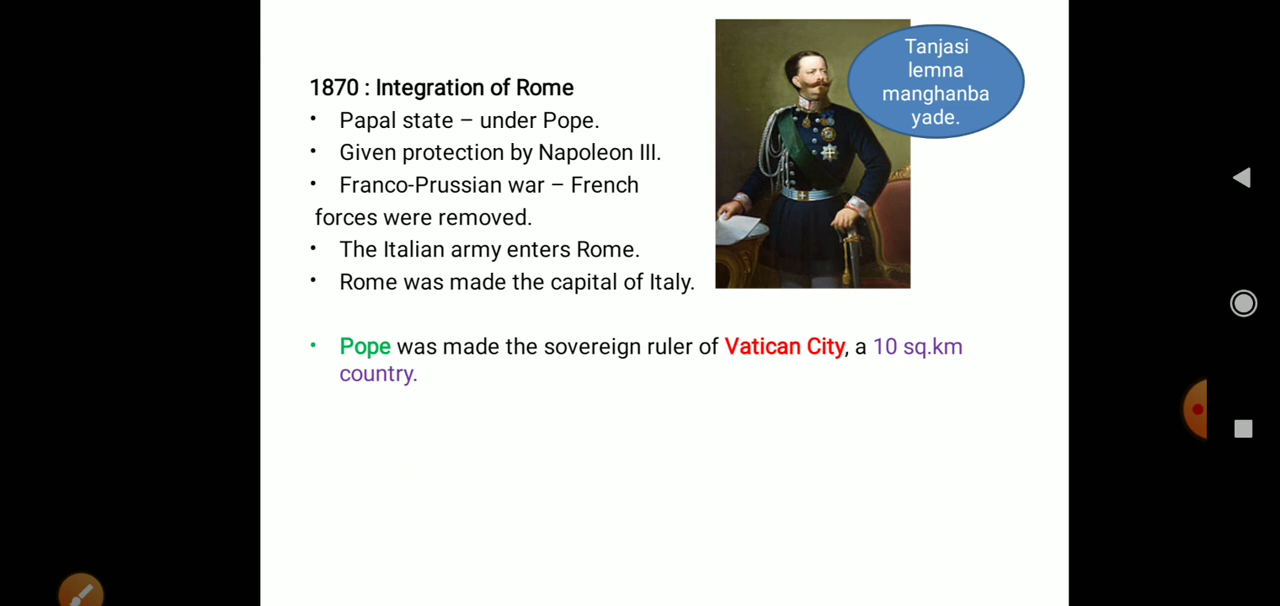 1870 : Integration of Rome
• Papal state – under Pope.
• Given protection by Napoleon III.
• Franco-Prussian war – French
forces were removed.
• The Italian army enters Rome.
• Rome was made the capital of Italy.
Tanjasi
lemna
manghanba
yade.
• Pope was made the sovereign ruler of Vatican City, a 10 sq.km
country.